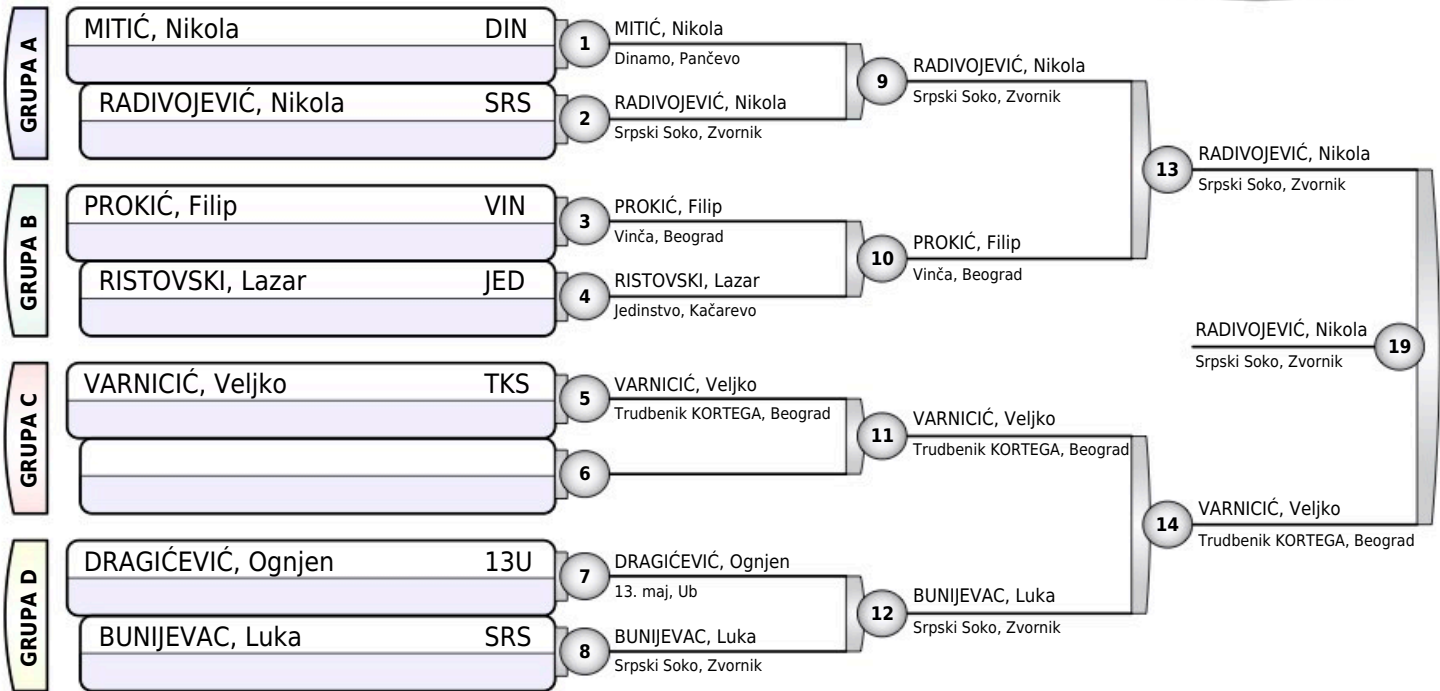 GRUPA A
MITIĆ, Nikola DIN
RADIVOJEVIĆ, Nikola SRS
1
MITIĆ, Nikola
Dinamo, Pančevo
2
RADIVOJEVIĆ, Nikola
Srpski Soko, Zvornik
9
RADIVOJEVIĆ, Nikola
Srpski Soko, Zvornik
GRUPA B
PROKIĆ, Filip VIN
RISTOVSKI, Lazar JED
3
PROKIĆ, Filip
Vinča, Beograd
4
RISTOVSKI, Lazar
Jedinstvo, Kačarevo
10
PROKIĆ, Filip
Vinča, Beograd
13
RADIVOJEVIĆ, Nikola
Srpski Soko, Zvornik
GRUPA C
VARNICIĆ, Veljko TKS
5
VARNICIĆ, Veljko
Trudbenik KORTEGA, Beograd
6
11
VARNICIĆ, Veljko
Trudbenik KORTEGA, Beograd
GRUPA D
DRAGIĆEVIĆ, Ognjen 13U
BUNIJEVAC, Luka SRS
7
DRAGIĆEVIĆ, Ognjen
13. maj, Ub
8
BUNIJEVAC, Luka
Srpski Soko, Zvornik
12
BUNIJEVAC, Luka
Srpski Soko, Zvornik
14
VARNICIĆ, Veljko
Trudbenik KORTEGA, Beograd
RADIVOJEVIĆ, Nikola
Srpski Soko, Zvornik
19